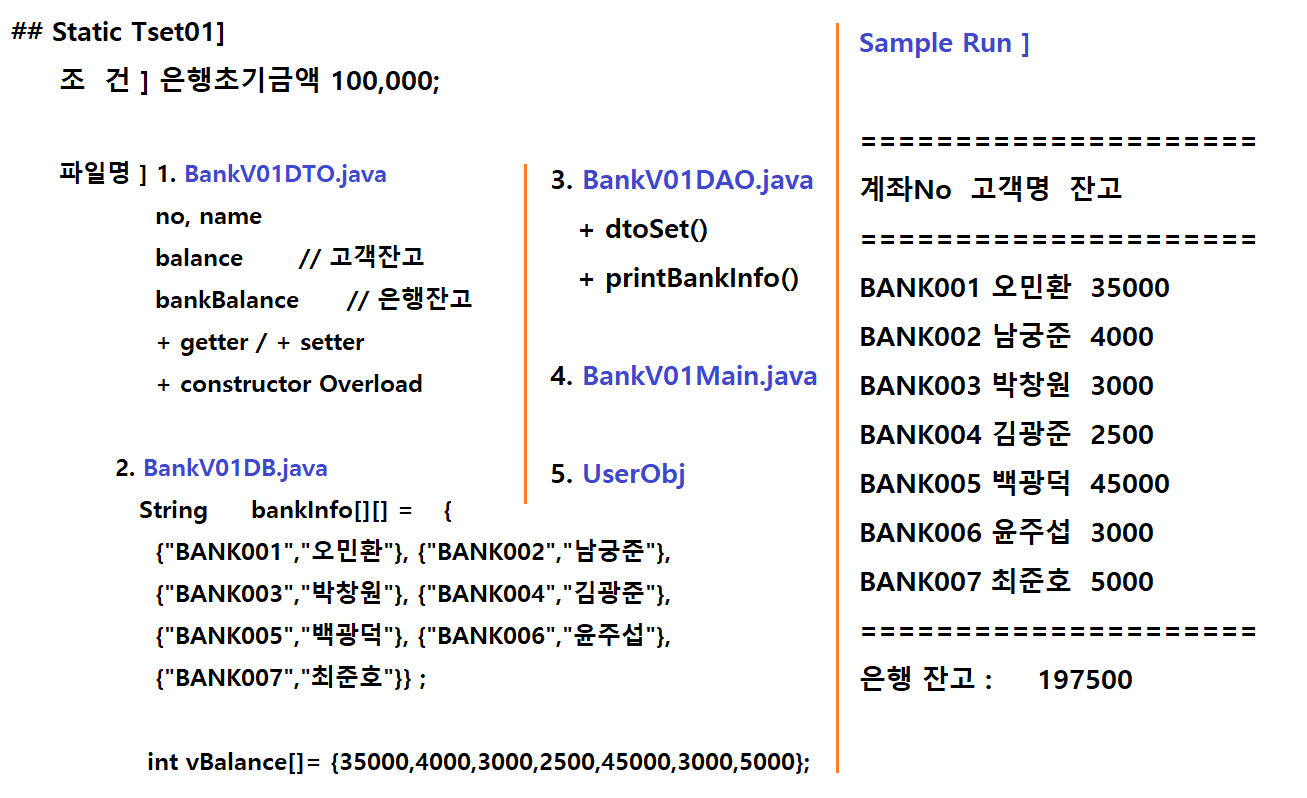 ## Static Tset01]
조 건 ] 은행초기금액 100,000;
파일명 ] 1. BankV01DTO.java
no, name
balance // 고객잔고
bankBalance // 은행잔고
+ getter / + setter
+ constructor Overload
2. BankV01DB.java
String bankInfo[][] = {
{"BANK001","오민환"}, {"BANK002","남궁준"},
{"BANK003","박창원"}, {"BANK004","김광준"},
{"BANK005","백광덕"}, {"BANK006","윤주섭"},
{"BANK007","최준호"}} ;
int vBalance[]= {35000,4000,3000,2500,45000,3000,5000};
3. BankV01DAO.java
+ dtoSet()
+ printBankInfo()
4. BankV01Main.java
5. UserObj
Sample Run ]
=====================
계좌No 고객명 잔고
=====================
BANK001 오민환 35000
BANK002 남궁준 4000
BANK003 박창원 3000
BANK004 김광준 2500
BANK005 백광덕 45000
BANK006 윤주섭 3000
BANK007 최준호 5000
=====================
은행 잔고 : 197500